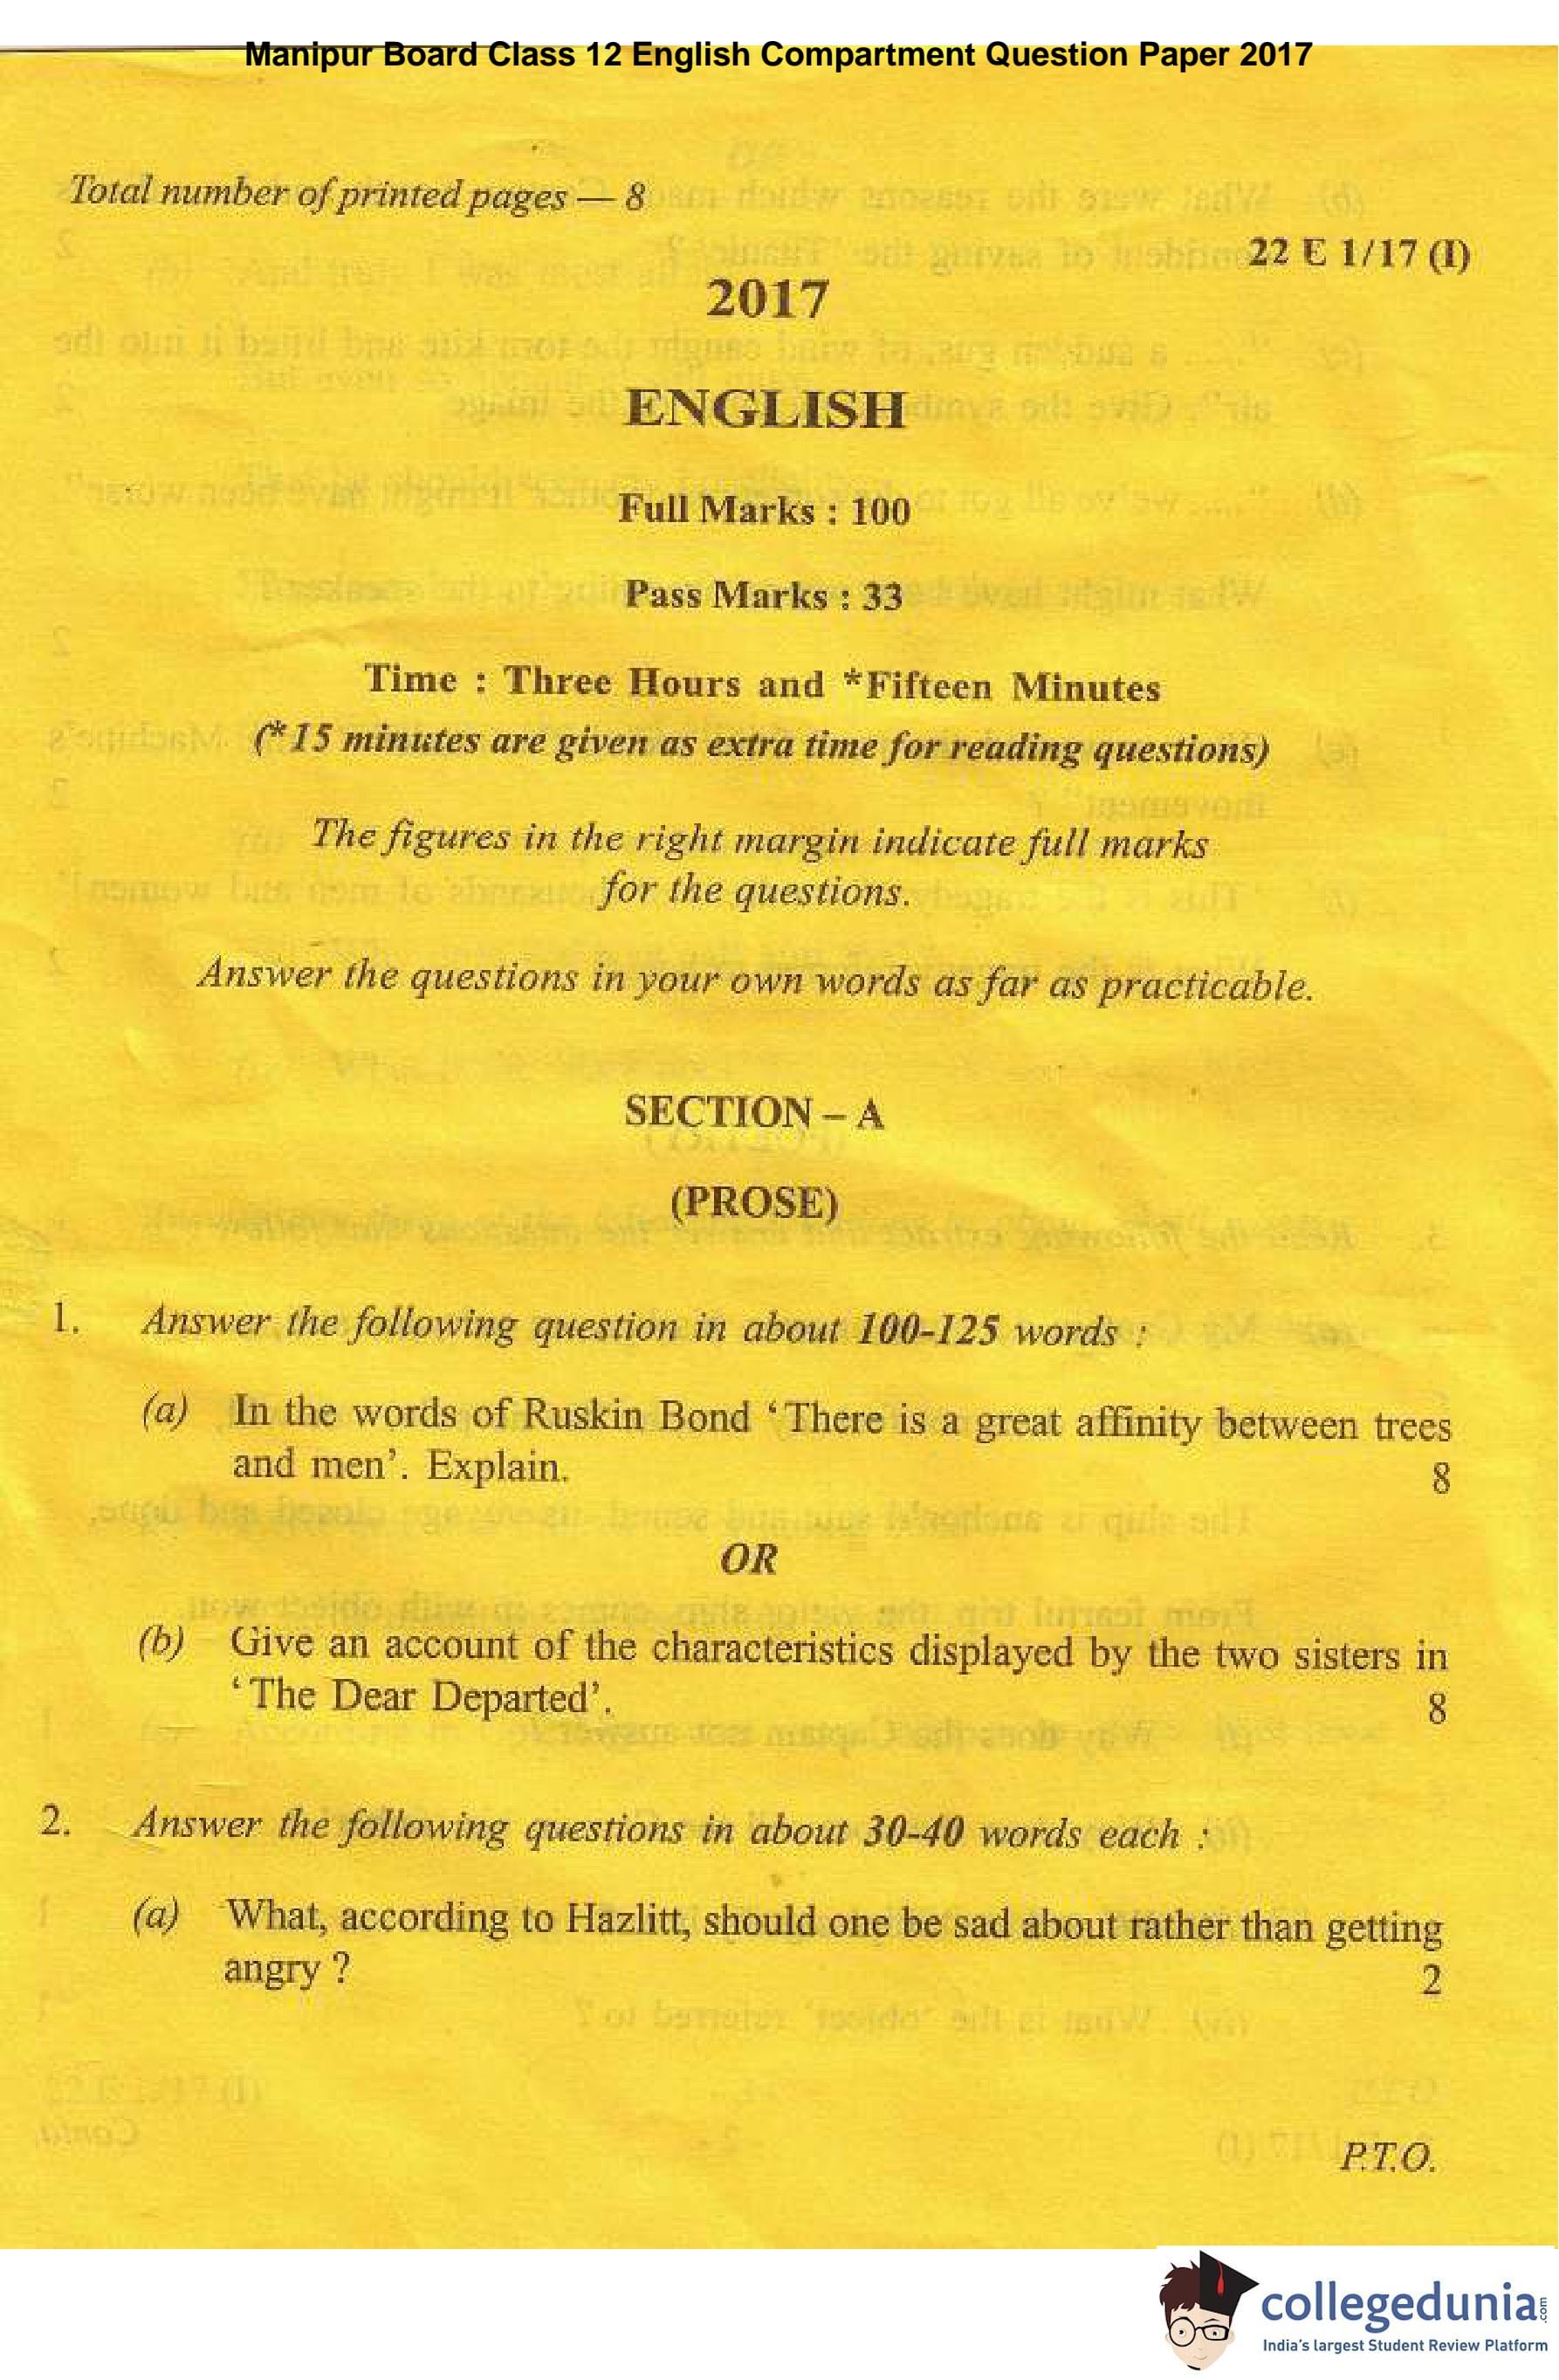 Manipur Board Class 12 English Compartment Question Paper 2017
Total number of printed pages — 8
22 E 1/17 (I)
2017
ENGLISH
Full Marks : 100
Pass Marks : 33
Time : Three Hours and *Fifteen Minutes
(*15 minutes are given as extra time for reading questions)
The figures in the right margin indicate full marks
for the questions.
Answer the questions in your own words as far as practicable.
SECTION – A
(PROSE)
1. Answer the following question in about 100-125 words :
(a) In the words of Ruskin Bond ‘There is a great affinity between trees
and men’. Explain. 8
OR
(b) Give an account of the characteristics displayed by the two sisters in
‘The Dear Departed’. 8
2. Answer the following questions in about 30-40 words each :
(a) What, according to Hazlitt, should one be sad about rather than getting
angry ? 2
P.T.O.
collegedunia.com
India's largest Student Review Platform